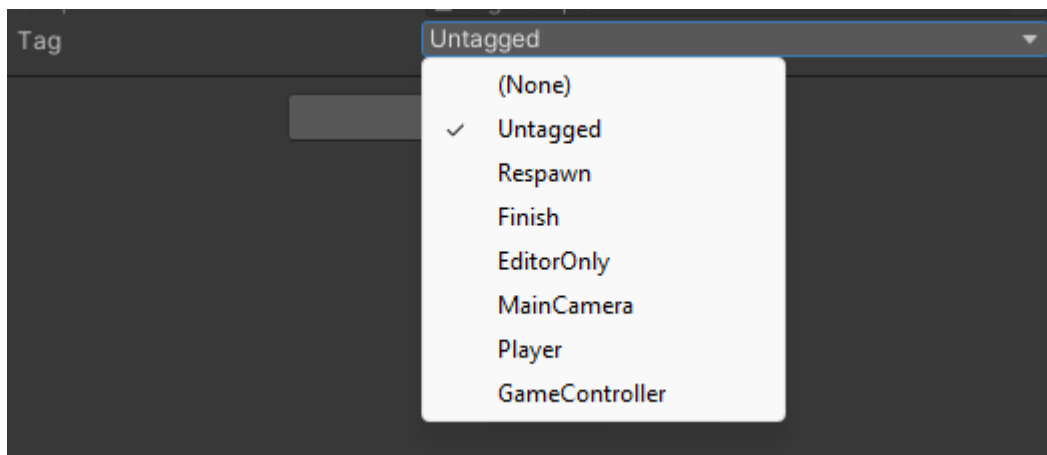 Tag
Untagged
(None)
Untagged
Respawn
Finish
EditorOnly
MainCamera
Player
GameController